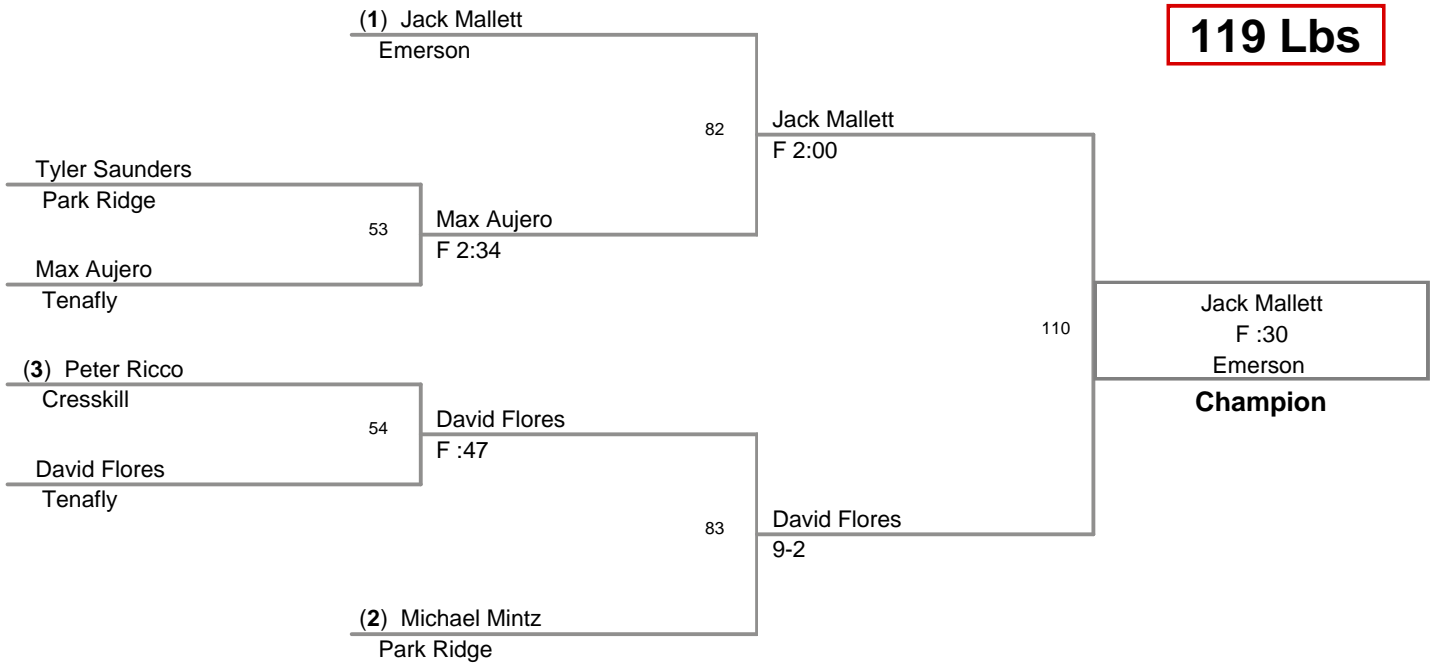 (1) Jack Mallett
Emerson
119 Lbs
82
Jack Mallett
F 2:00
Tyler Saunders
Park Ridge
53
Max Aujero
F 2:34
Max Aujero
Tenafly
110
Jack Mallett
F :30
Emerson
Champion
(3) Peter Ricco
Cresskill
54
David Flores
F :47
David Flores
Tenafly
83
David Flores
9-2
(2) Michael Mintz
Park Ridge